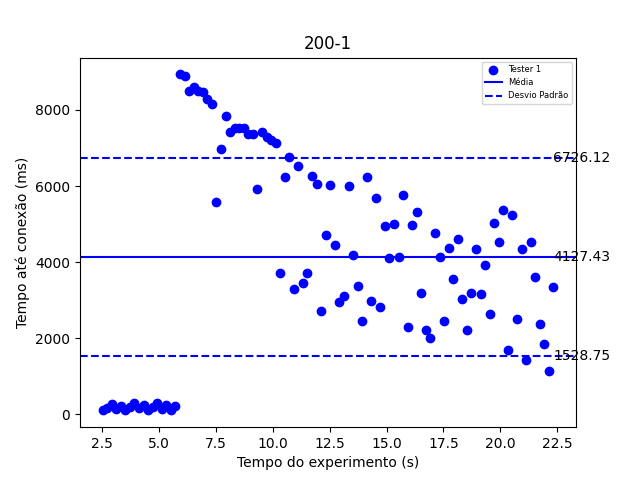 200-1
Tester 1
Média
Desvio Padrão
8000
6000
4000
2000
0
6726.12
4127.43
1528.75
Tempo até conexão (ms)
2.5 5.0 7.5 10.0 12.5 15.0 17.5 20.0 22.5
Tempo do experimento (s)